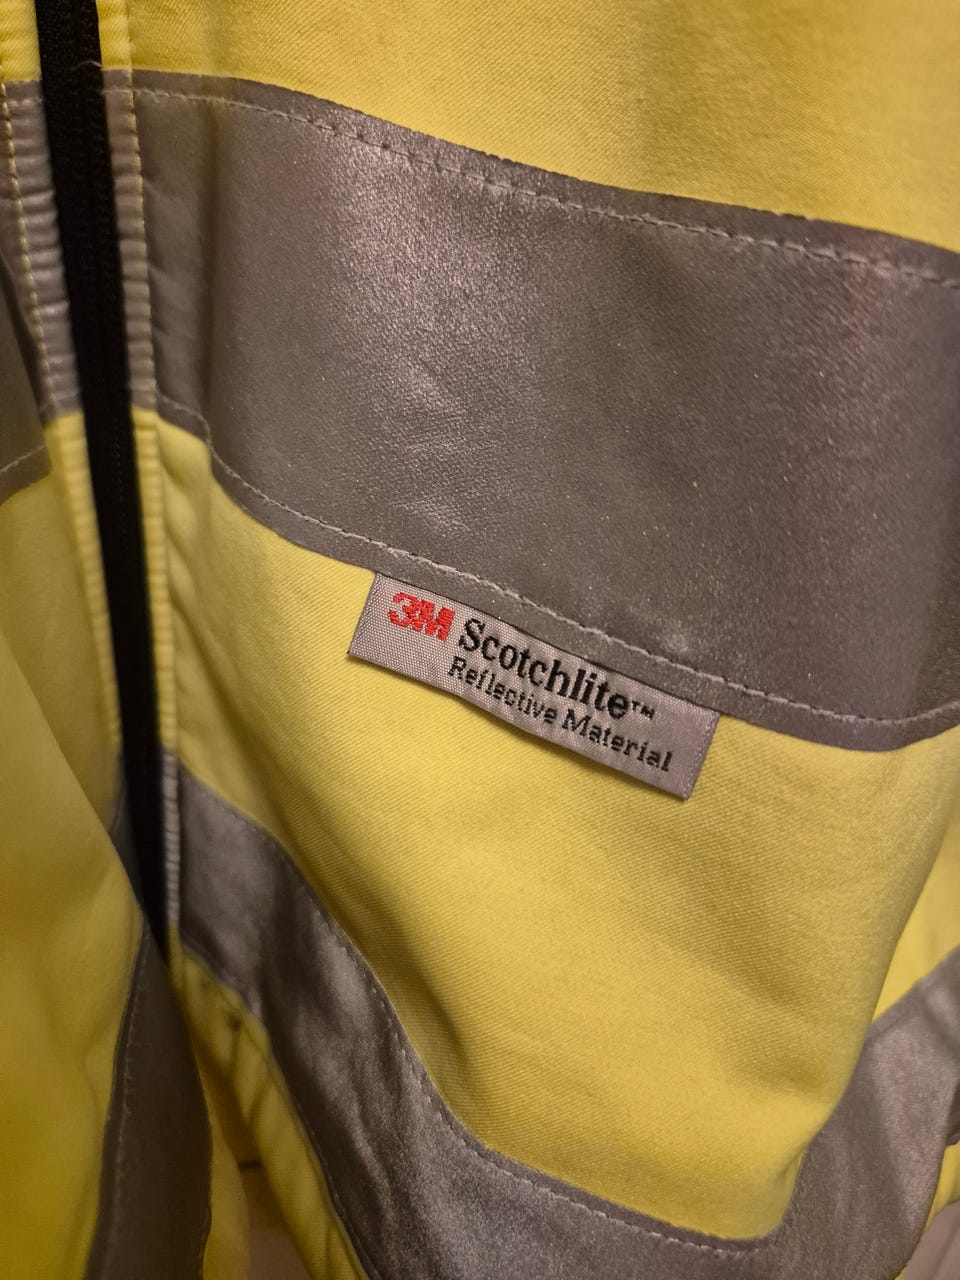 3M Scotchlite™
Reflective Material